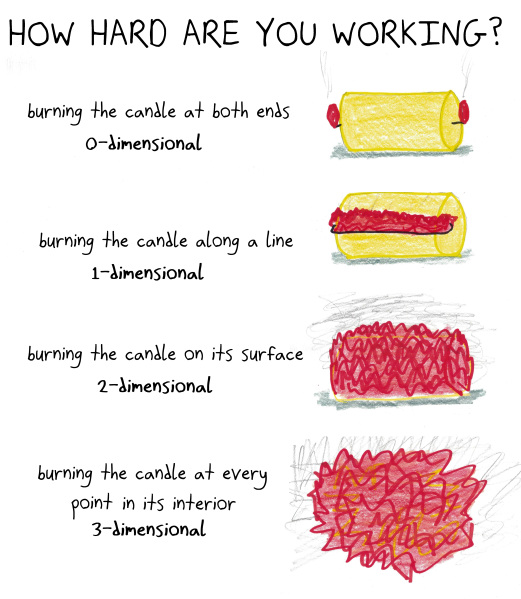 HOW HARD ARE YOU WORKING?
burning the candle at both ends
0-dimensional
burning the candle along a line
1-dimensional
burning the candle on its surface
2-dimensional
burning the candle at every
point in its interior
3-dimensional